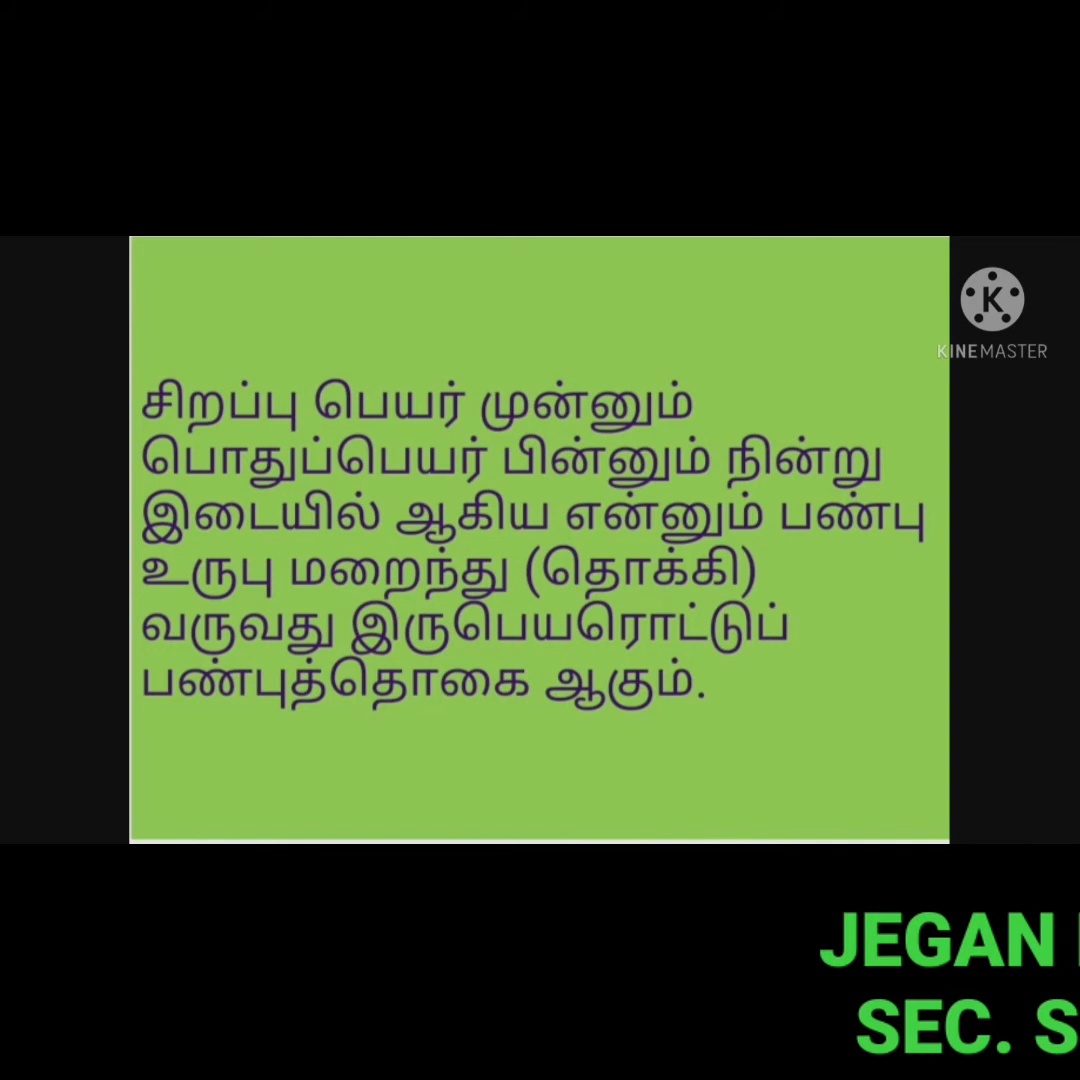 சிறப்பு பெயர் முன்னும்
பொதுப்பெயர் பின்னும் நின்று
இடையில் ஆகிய என்னும் பண்பு
உருபு மறைந்து (தொக்கி)
வருவது இருபெயரொட்டுப்
பண்புத்தொகை ஆகும்.
K
KINEMASTER
JEGAN
SEC. S